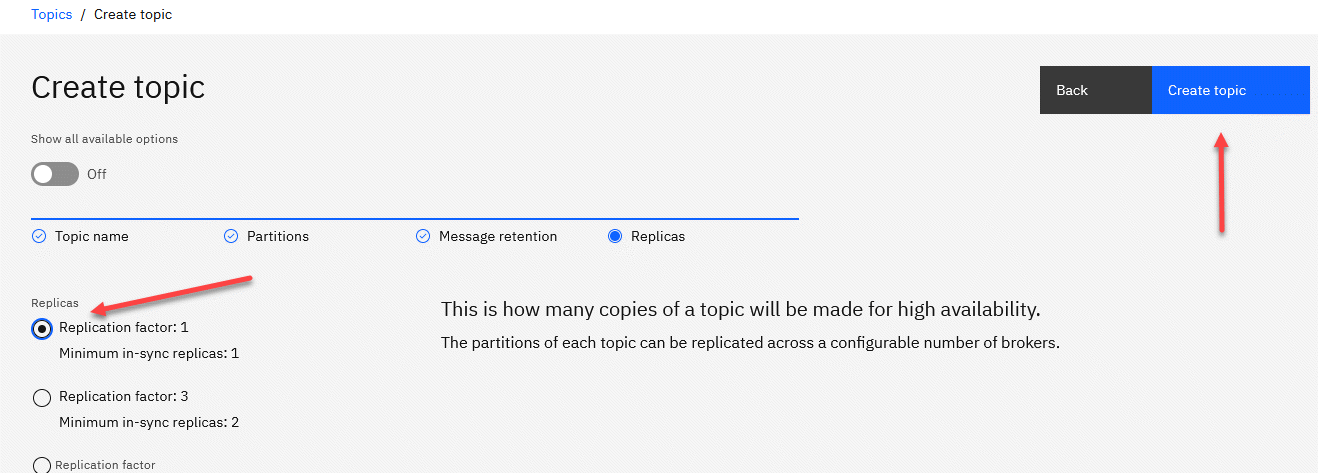 Topics / Create topic
Create topic
Back
Create topic
Show all available options
Off
Topic name
Partitions
Message retention
Replicas
Replicas
Replication factor: 1
Minimum in-sync replicas: 1
Replication factor: 3
Minimum in-sync replicas: 2
Replication factor
This is how many copies of a topic will be made for high availability.
The partitions of each topic can be replicated across a configurable number of brokers.